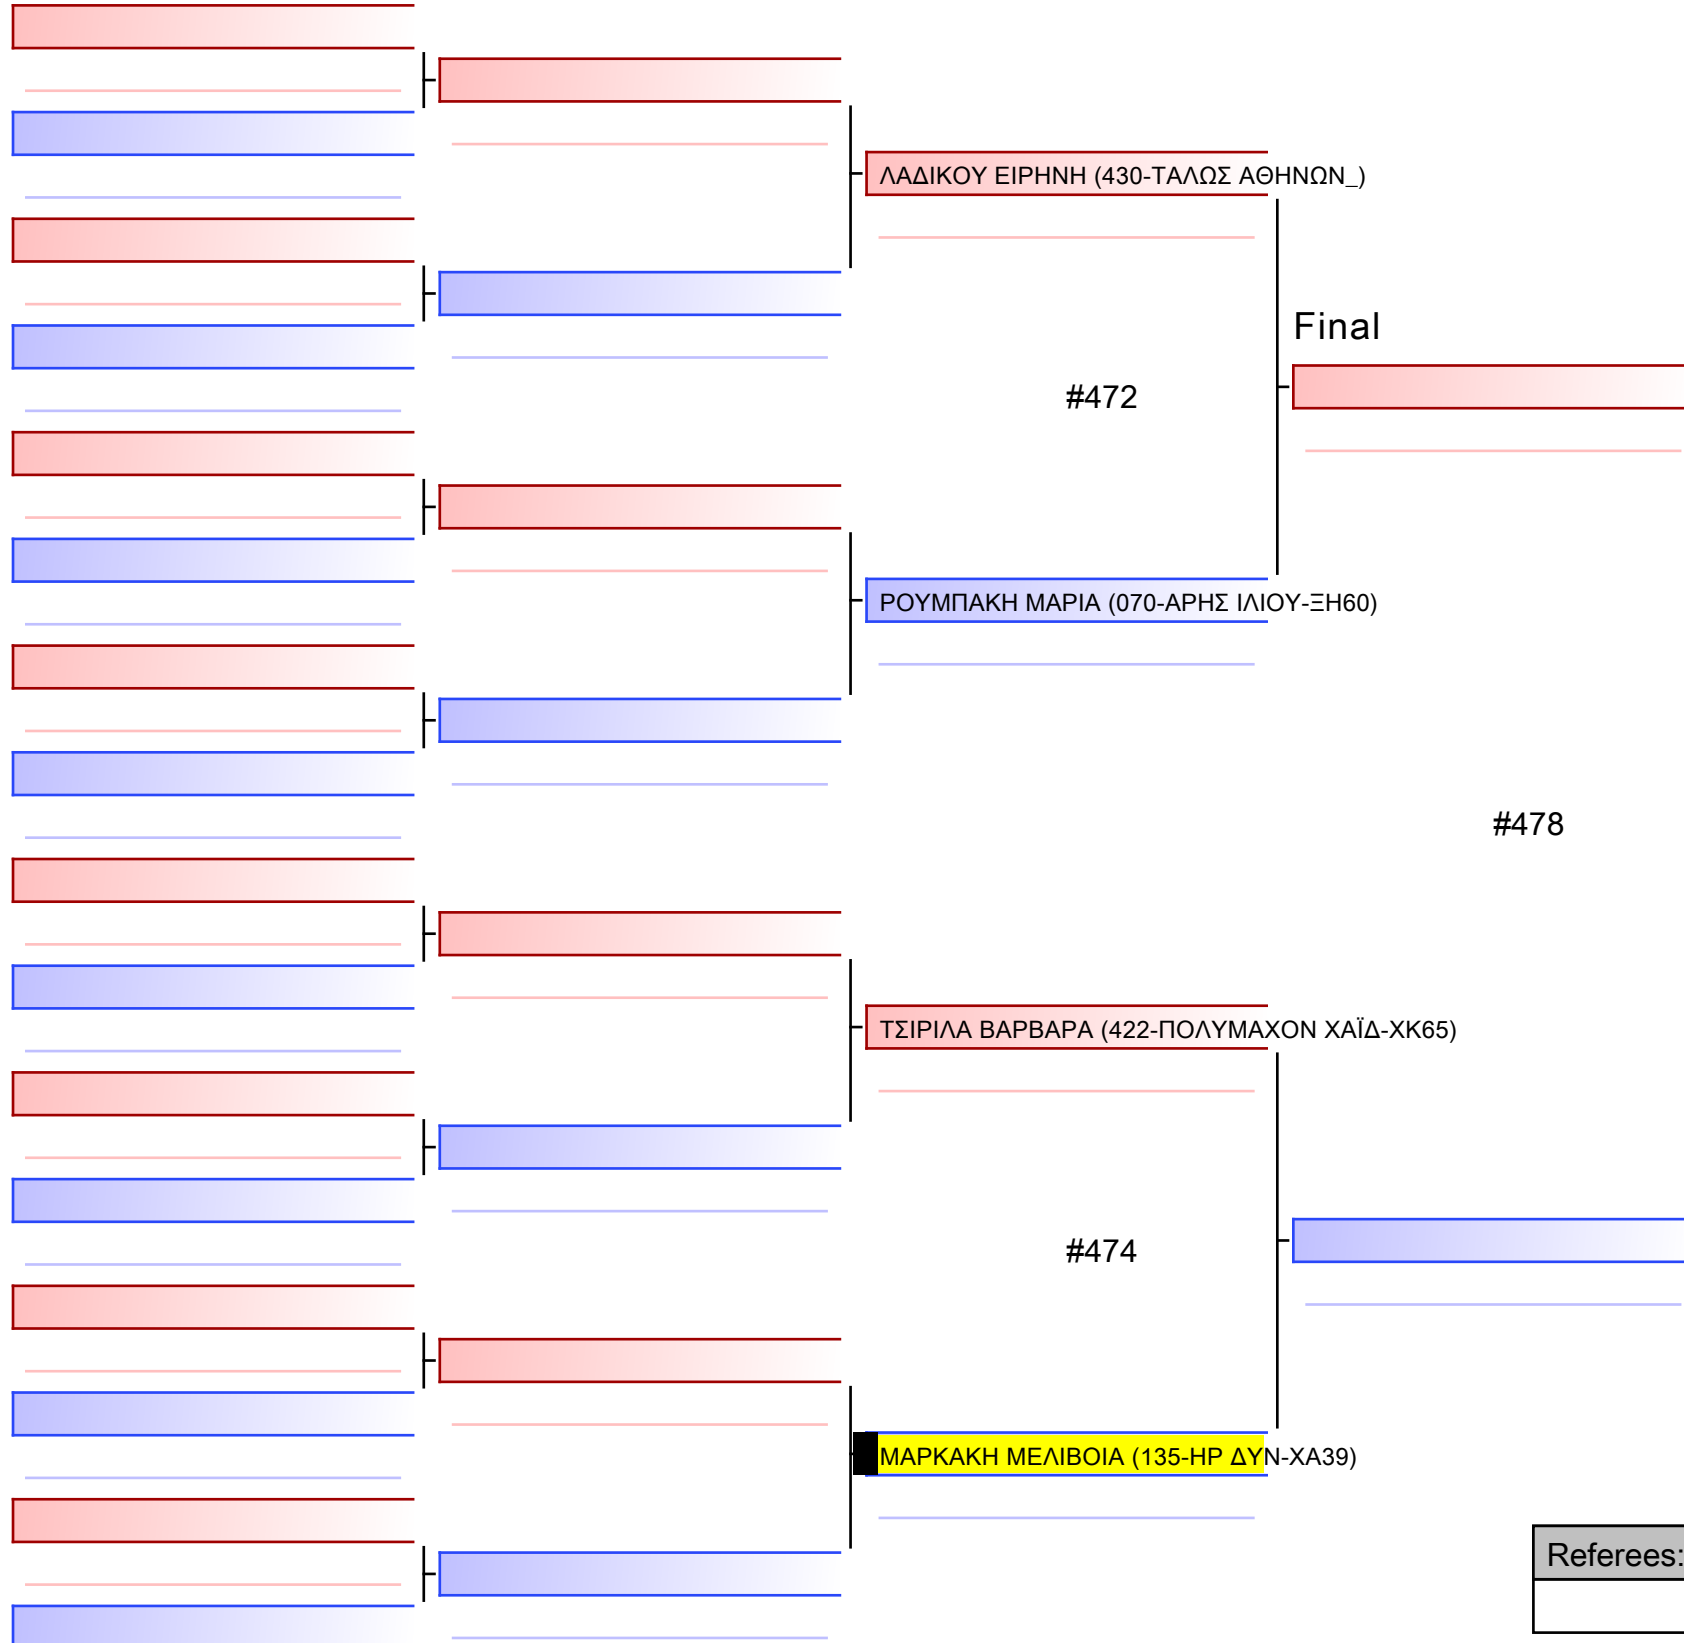 ΛΑΔΙΚΟΥ ΕΙΡΗΝΗ (430-ΤΑΛΩΣ ΑΘΗΝΩΝ_)
Final
#472
ΡΟΥΜΠΑΚΗ ΜΑΡΙΑ (070-ΑΡΗΣ ΙΛΙΟΥ-ΞΗ60)
#478
ΤΣΙΡΙΛΑ ΒΑΡΒΑΡΑ (422-ΠΟΛΥΜΑΧΟΝ ΧΑΪΔ-ΧΚ65)
#474
ΜΑΡΚΑΚΗ ΜΕΛΙΒΟΙΑ (135-ΗΡ ΔΥΝ-ΧΑ39)
Referees: